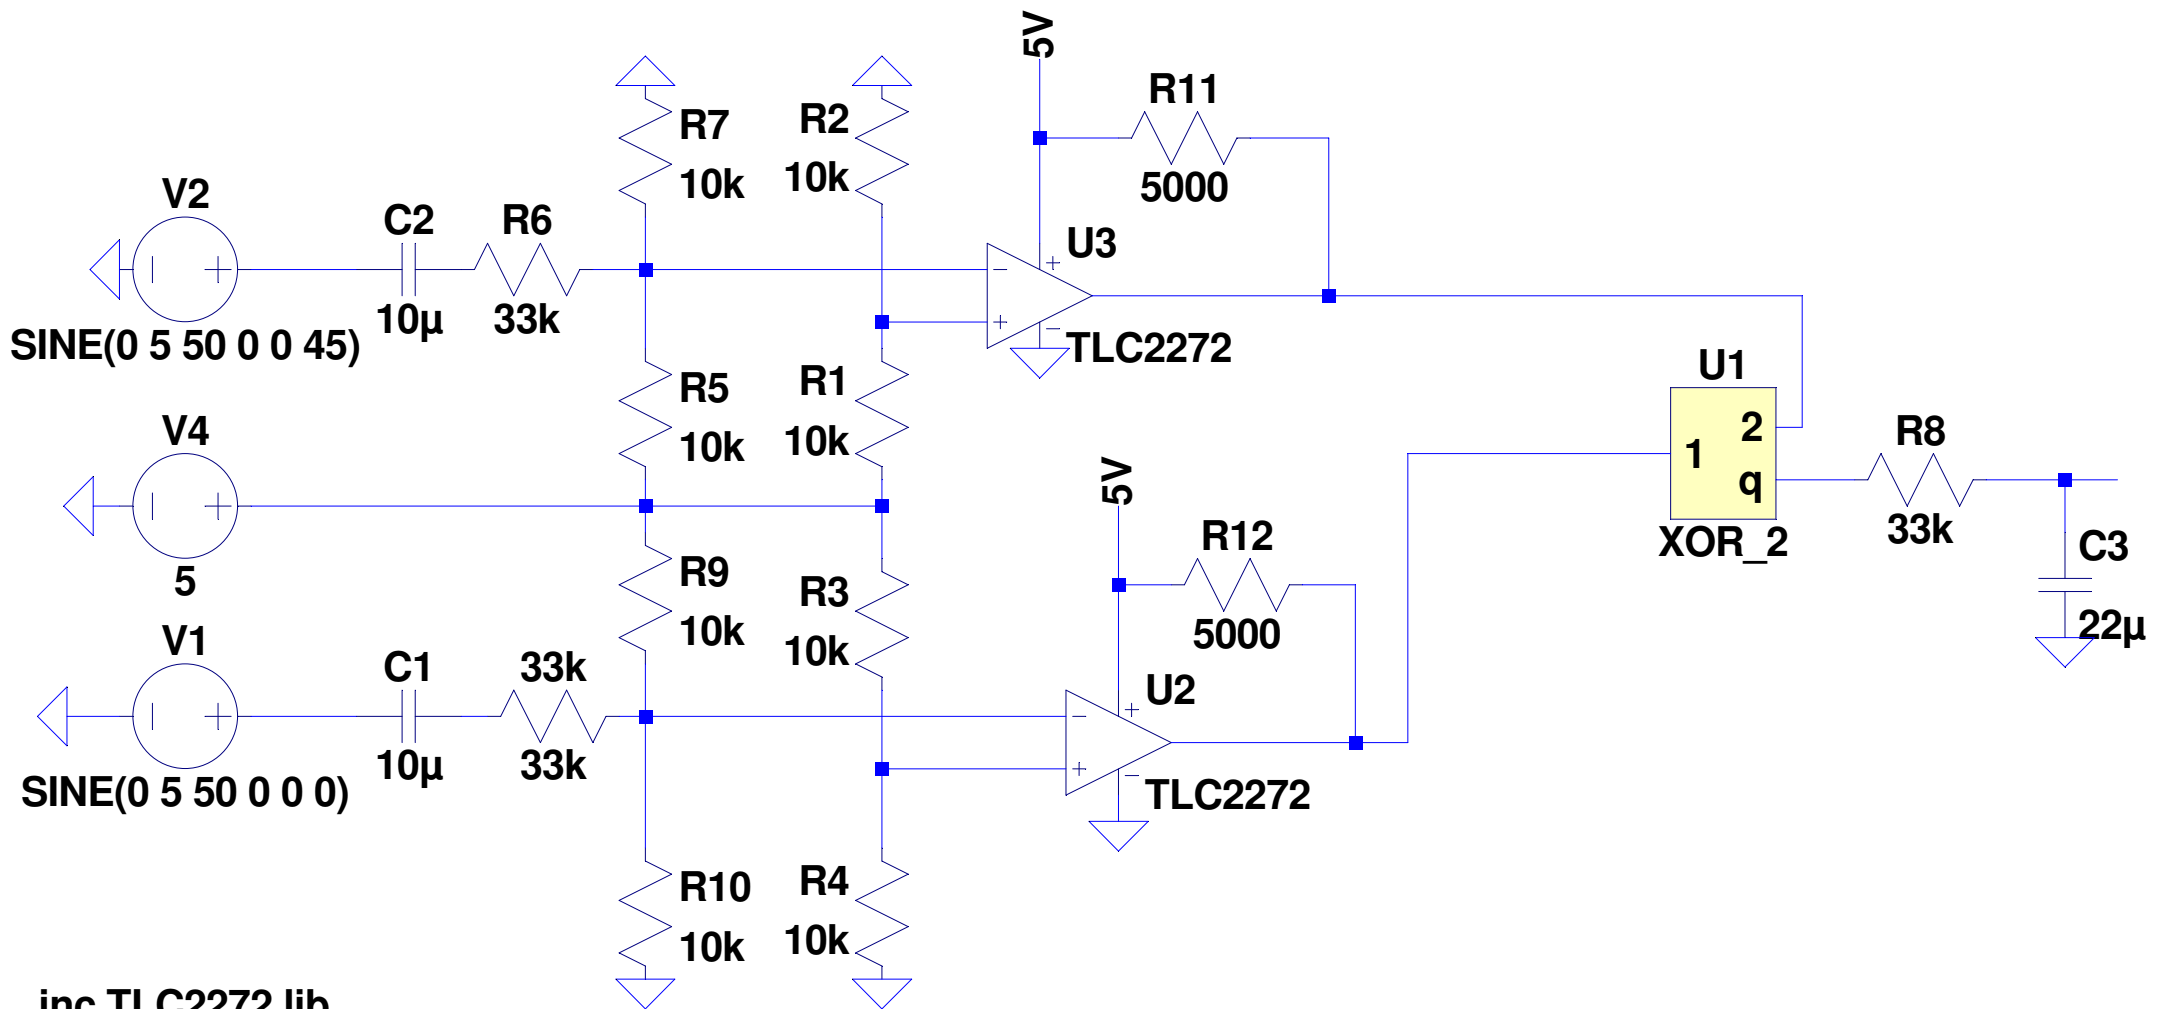 5V
R11
5000
R7
10k
R2
10k
V2
SINE(0 5 50 0 0 45)
C2
10µ
R6
33k
U3
TLC2272
R5
10k
R1
10k
V4
5
U1
1
2
q
XOR_2
R8
33k
C3
22µ
5V
R12
5000
R9
10k
R3
10k
V1
SINE(0 5 50 0 0 0)
C1
10µ
33k
33k
U2
TLC2272
R10
10k
R4
10k
.inc TLC2272.lib